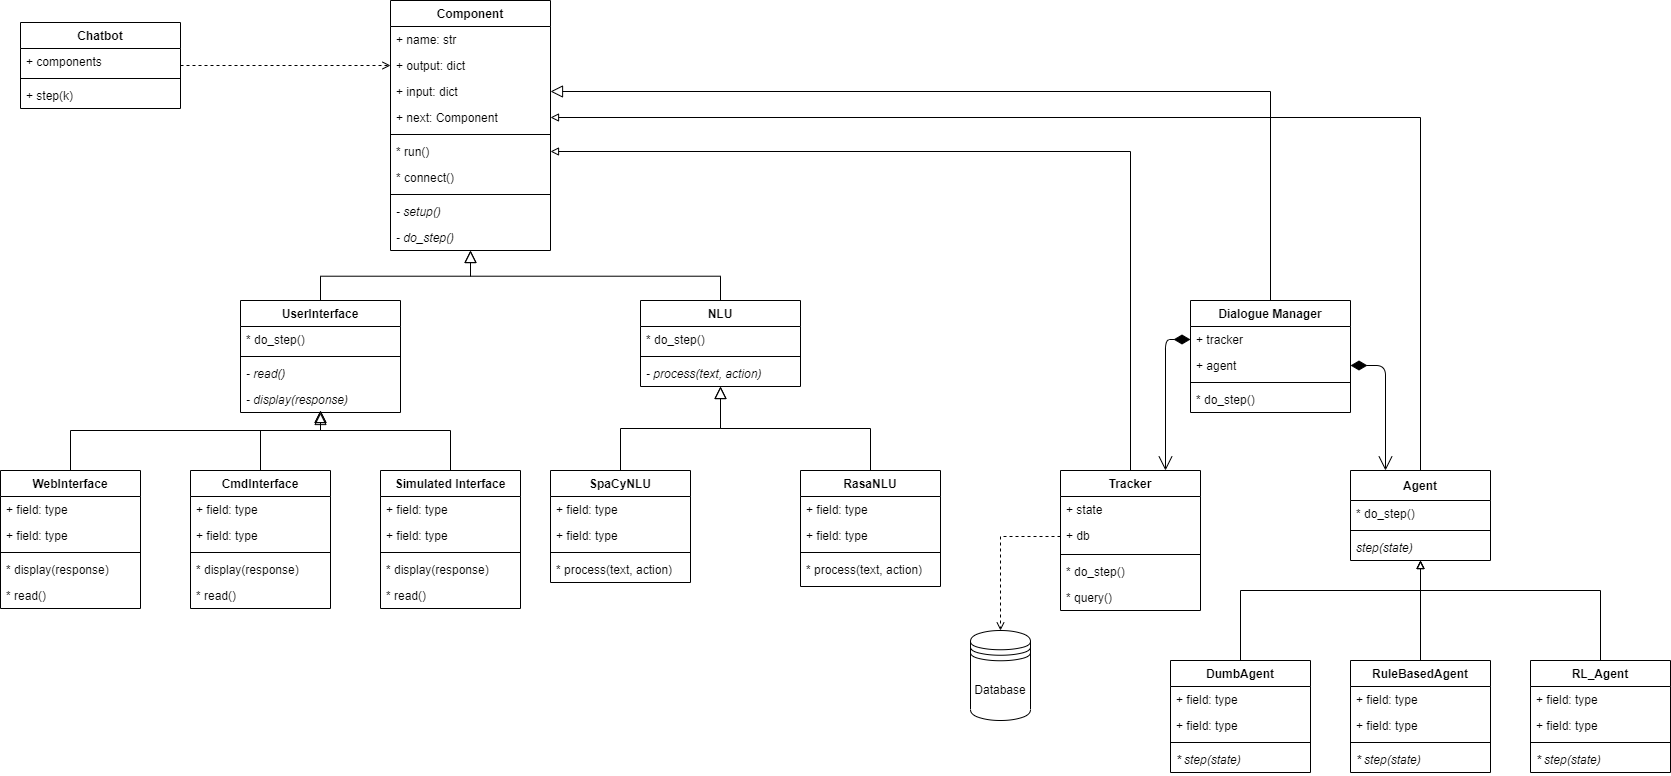 Component
+ name: str
+ output: dict
+ input: dict
+ next: Component
* run()
* connect()
- setup()
- do_step()
Chatbot
+ components
+ step(k)
UserInterface
* do_step()
- read()
- display(response)
NLU
* do_step()
- process(text, action)
Dialogue Manager
+ tracker
+ agent
* do_step()
WebInterface
+ field: type
+ field: type
* display(response)
* read()
CmdInterface
+ field: type
+ field: type
* display(response)
* read()
Simulated Interface
+ field: type
+ field: type
* display(response)
* read()
SpaCyNLU
+ field: type
+ field: type
* process(text, action)
RasaNLU
+ field: type
+ field: type
* process(text, action)
Tracker
+ state
+ db
* do_step()
* query()
Agent
* do_step()
step(state)
Database
DumbAgent
+ field: type
+ field: type
* step(state)
RuleBasedAgent
+ field: type
+ field: type
* step(state)
RL_Agent
+ field: type
+ field: type
* step(state)